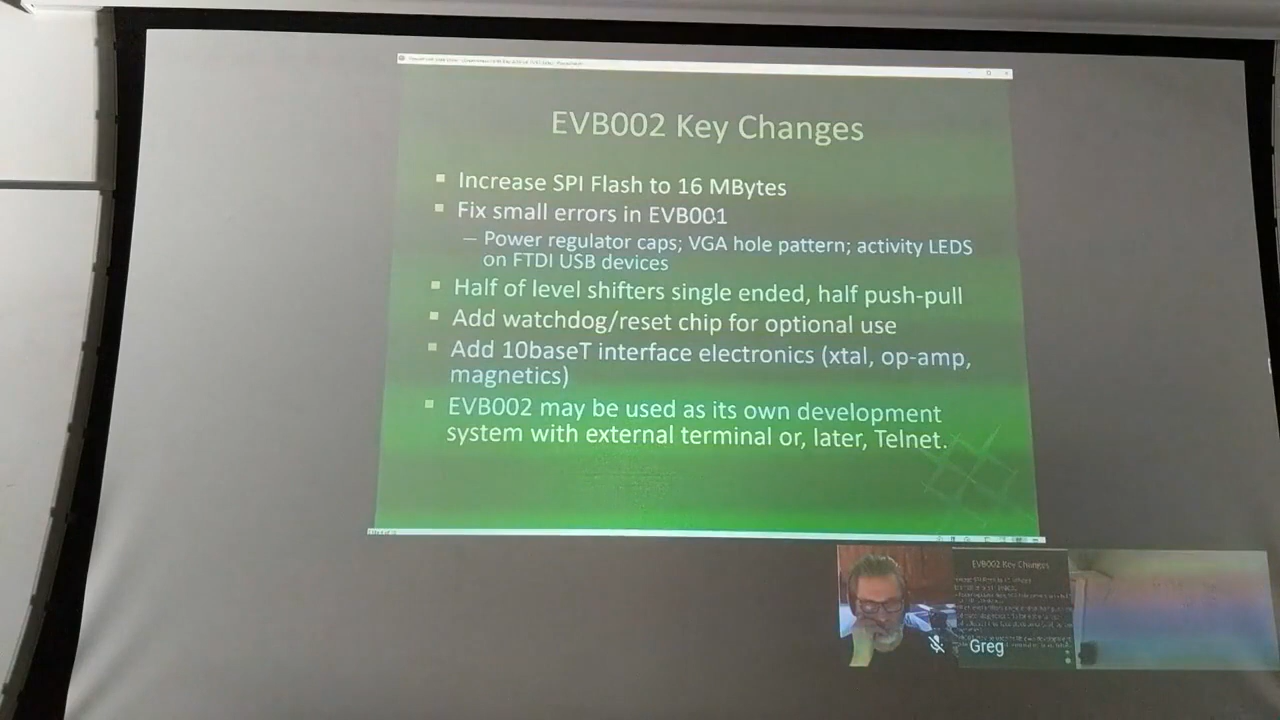 EVB002 Key Changes
Increase SPI Flash to 16 MBytes
Fix small errors in EVB001
– Power regulator caps; VGA hole pattern; activity LEDS
on FTDI USB devices
Half of level shifters single ended, half push-pull
Add watchdog/reset chip for optional use
Add 10baseT interface electronics (xtal, op-amp,
magnetics)
EVB002 may be used as its own development
system with external terminal or, later, Telnet.
EVB002 Key Changes
Greg